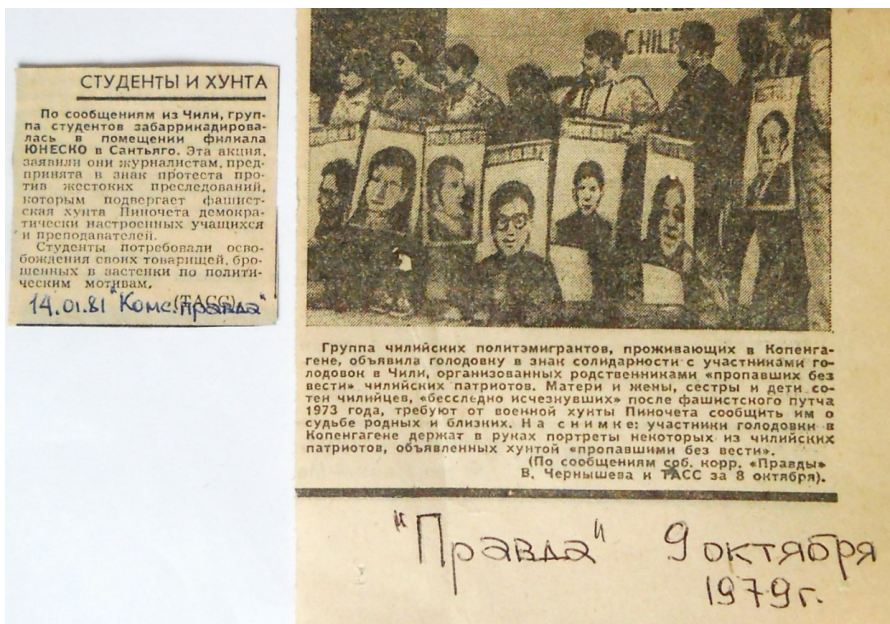 СТУДЕНТЫ И ХУНТА
По сообщениям из Чили, груп-
па студентов забаррикадирова-
лась в помещении филиала
ЮНЕСКО в Сантьяго. Эта акция,
заявили они журналистам, пред-
принята в знак протеста про-
тив жестоких преследований,
которым подвергает фашист-
ская хунта Пиночета демокра-
тически настроенных учащихся
и преподавателей.
Студенты потребовали осво-
бождения своих товарищей, бро-
шенных в застенки по полити-
ческим мотивам.
(ТАСС)
14.01.81 "Комс.правда"
CHILE
Группа чилийских политэмигрантов, проживающих в Копенга-
гене, объявила голодовку в знак солидарности с участниками го-
лодовок в Чили, организованных родственниками «пропавших без
вести» чилийских патриотов. Матери и жены, сестры и дети со-
тен чилийцев, «бесследно исчезнувших» после фашистского путча
1973 года, требуют от военной хунты Пиночета сообщить им о
судьбе родных и близких. На снимке: участники голодовки в
Копенгагене держат в руках портреты некоторых из чилийских
патриотов, объявленных хунтой «пропавшими без вести».
(По сообщениям соб. корр. «Правды»
В. Чернышева и ТАСС за 8 октября).
"Правда" 9 октября
1979г.